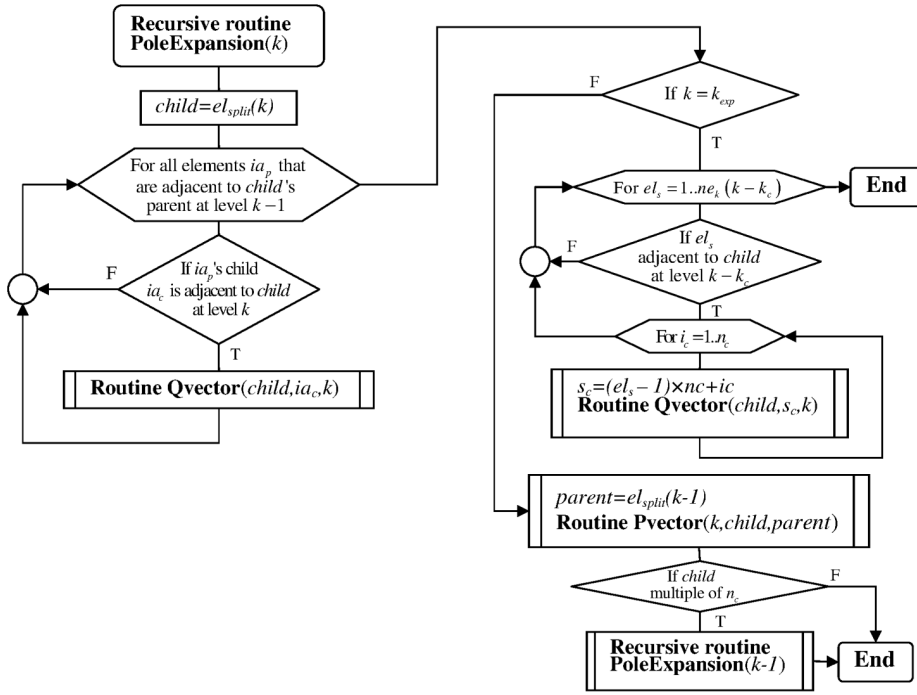 Recursive routine
PoleExpansion(k)
child=el_split(k)
For all elements ia_p that
are adjacent to child's
parent at level k−1
If ia_p's child
ia_c is adjacent to child
at level k
F
T
Routine Qvector(child,ia_c,k)
If k = k_exp
F
T
For el_s = 1..ne_k (k − k_c)
End
If el_s
adjacent to child
at level k − k_c
F
T
For i_c = 1..n_c
s_c=(el_s − 1)×nc+ic
Routine Qvector(child,s_c,k)
parent=el_split(k-1)
Routine Pvector(k,child,parent)
If child
multiple of n_c
F
T
Recursive routine
PoleExpansion(k-1)
End